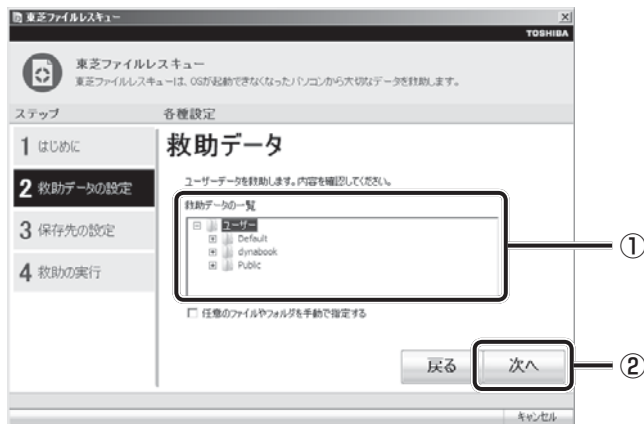 東芝ファイルレスキュー
TOSHIBA
東芝ファイルレスキュー
東芝ファイルレスキューは、OSが起動できなくなったパソコンから大切なデータを救助します。
ステップ
各種設定
1 はじめに
2 救助データの設定
3 保存先の設定
4 救助の実行
救助データ
ユーザーデータを救助します。内容を確認してください。
救助データの一覧
ユーザー
Default
dynabook
Public
①
任意のファイルやフォルダを手動で指定する
戻る
次へ
②
キャンセル